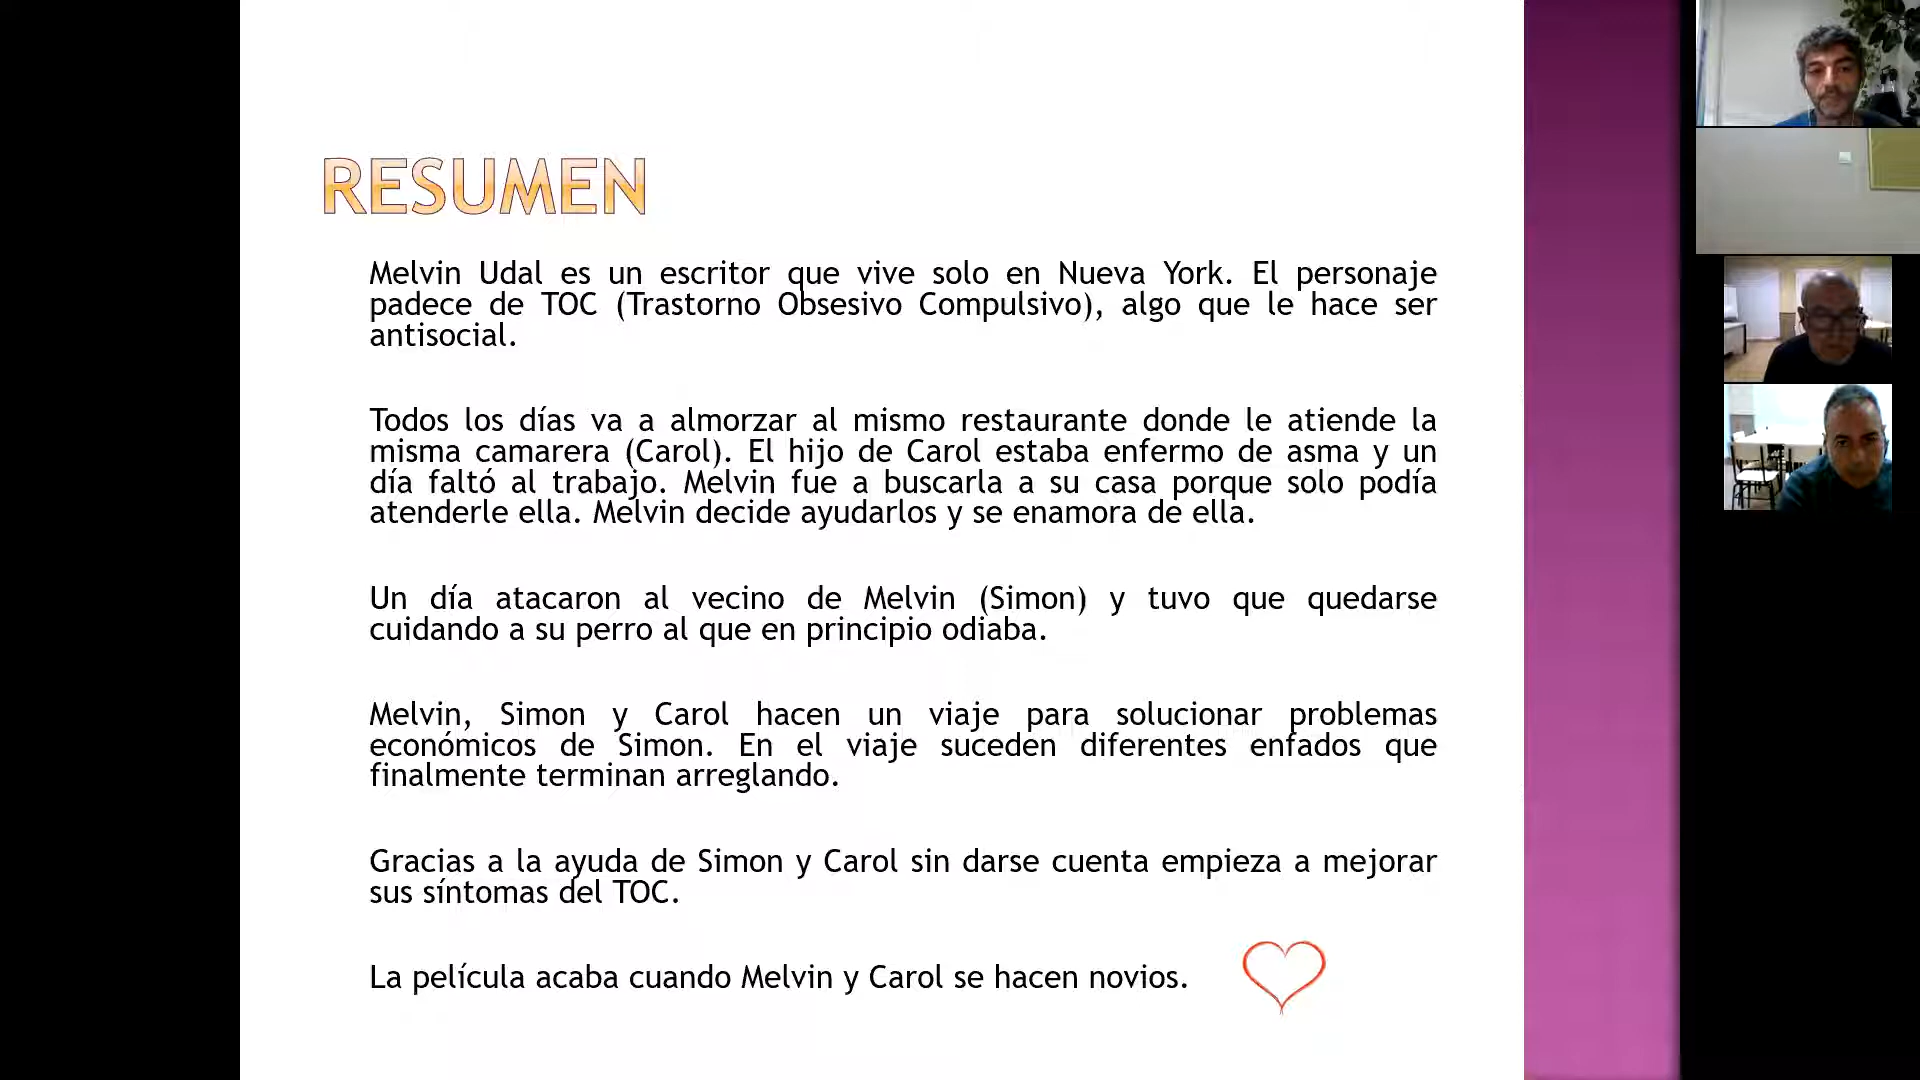 RESUMEN
Melvin Udal es un escritor que vive solo en Nueva York. El personaje
padece de TOC (Trastorno Obsesivo Compulsivo), algo que le hace ser
antisocial.
Todos los días va a almorzar al mismo restaurante donde le atiende la
misma camarera (Carol). El hijo de Carol estaba enfermo de asma y un
día faltó al trabajo. Melvin fue a buscarla a su casa porque solo podía
atenderle ella. Melvin decide ayudarlos y se enamora de ella.
Un día atacaron al vecino de Melvin (Simon) y tuvo que quedarse
cuidando a su perro al que en principio odiaba.
Melvin, Simon y Carol hacen un viaje para solucionar problemas
económicos de Simon. En el viaje suceden diferentes enfados que
finalmente terminan arreglando.
Gracias a la ayuda de Simon y Carol sin darse cuenta empieza a mejorar
sus síntomas del TOC.
La película acaba cuando Melvin y Carol se hacen novios.